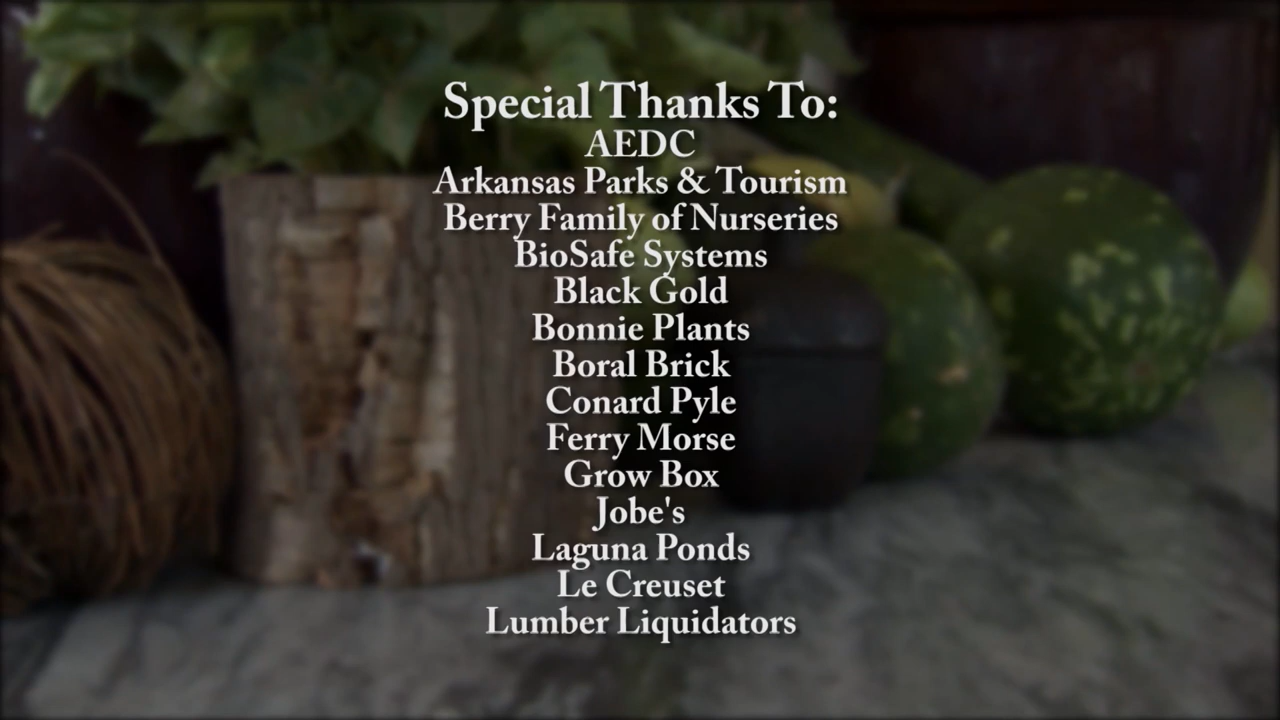 Special Thanks To:
AEDC
Arkansas Parks & Tourism
Berry Family of Nurseries
BioSafe Systems
Black Gold
Bonnie Plants
Boral Brick
Conard Pyle
Ferry Morse
Grow Box
Jobe's
Laguna Ponds
Le Creuset
Lumber Liquidators